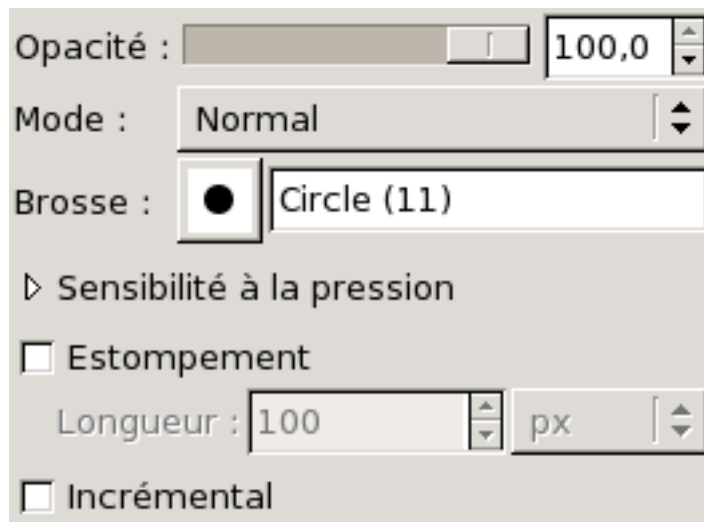 Opacité : 100,0
Mode : Normal
Brosse : Circle (11)
Sensibilité à la pression
Estompement
Longueur : 100 px
Incrémental